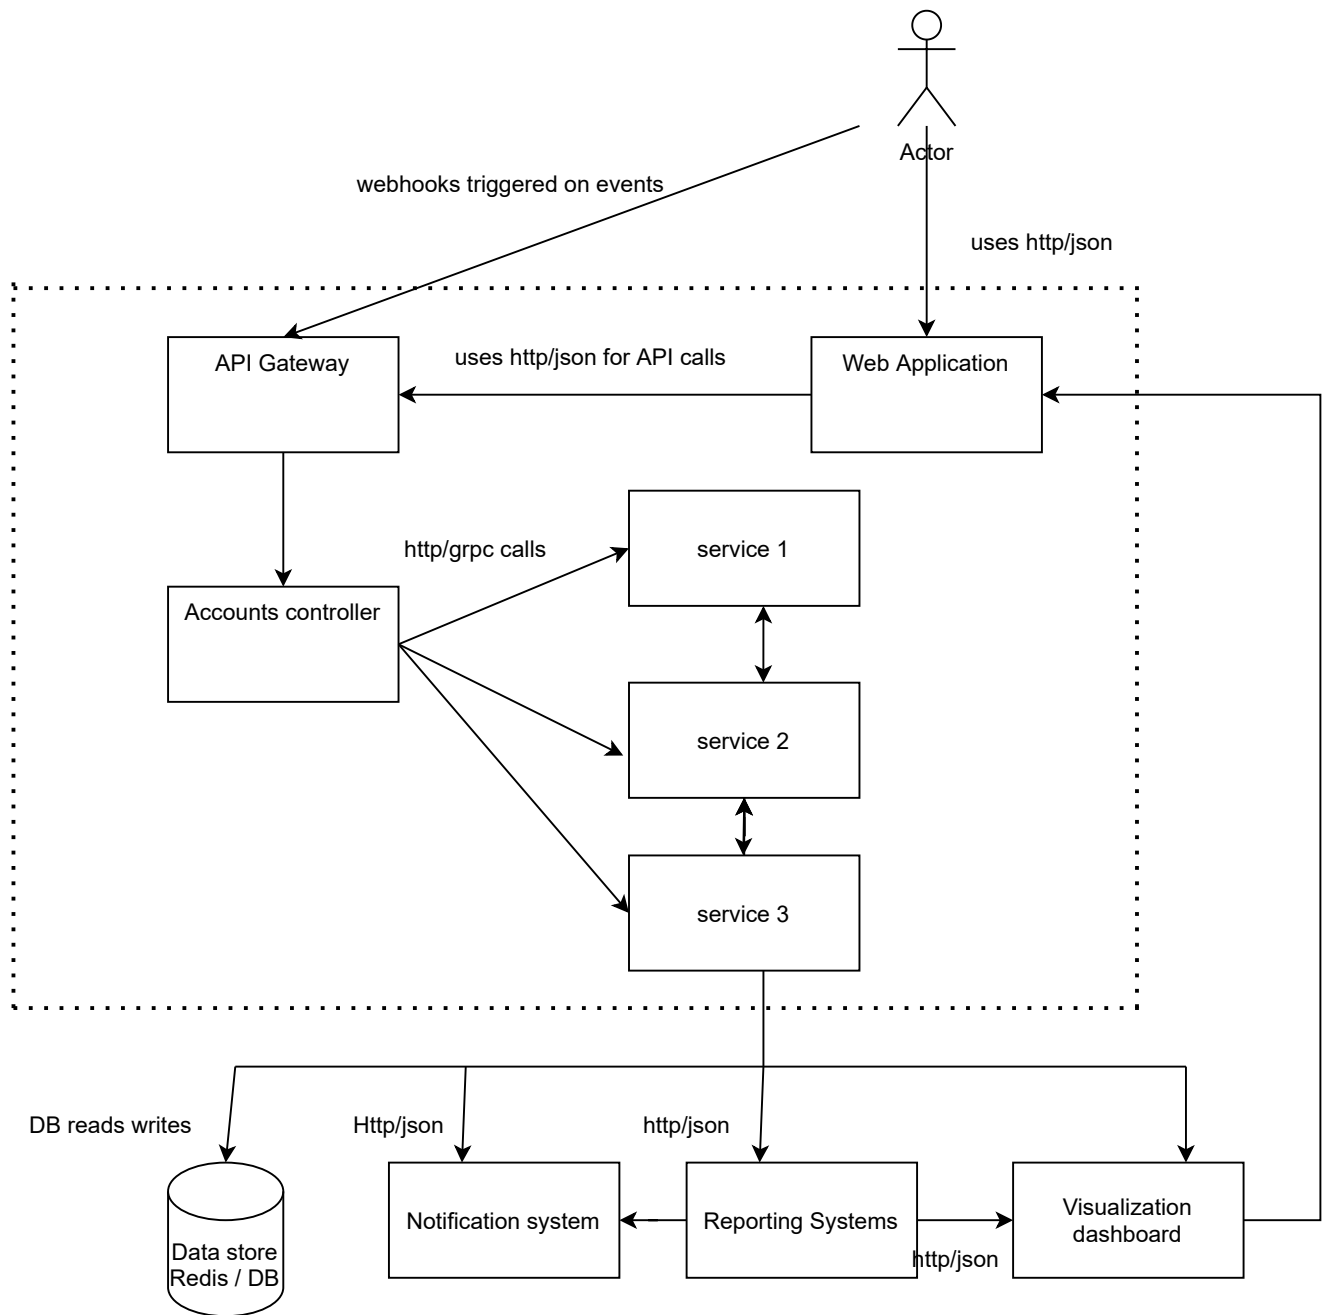 Actor
webhooks triggered on events
uses http/json
API Gateway
uses http/json for API calls
Web Application
http/grpc calls
service 1
Accounts controller
service 2
service 3
DB reads writes
Http/json
http/json
Notification system
Reporting Systems
http/json
Visualization
dashboard
Data store
Redis / DB